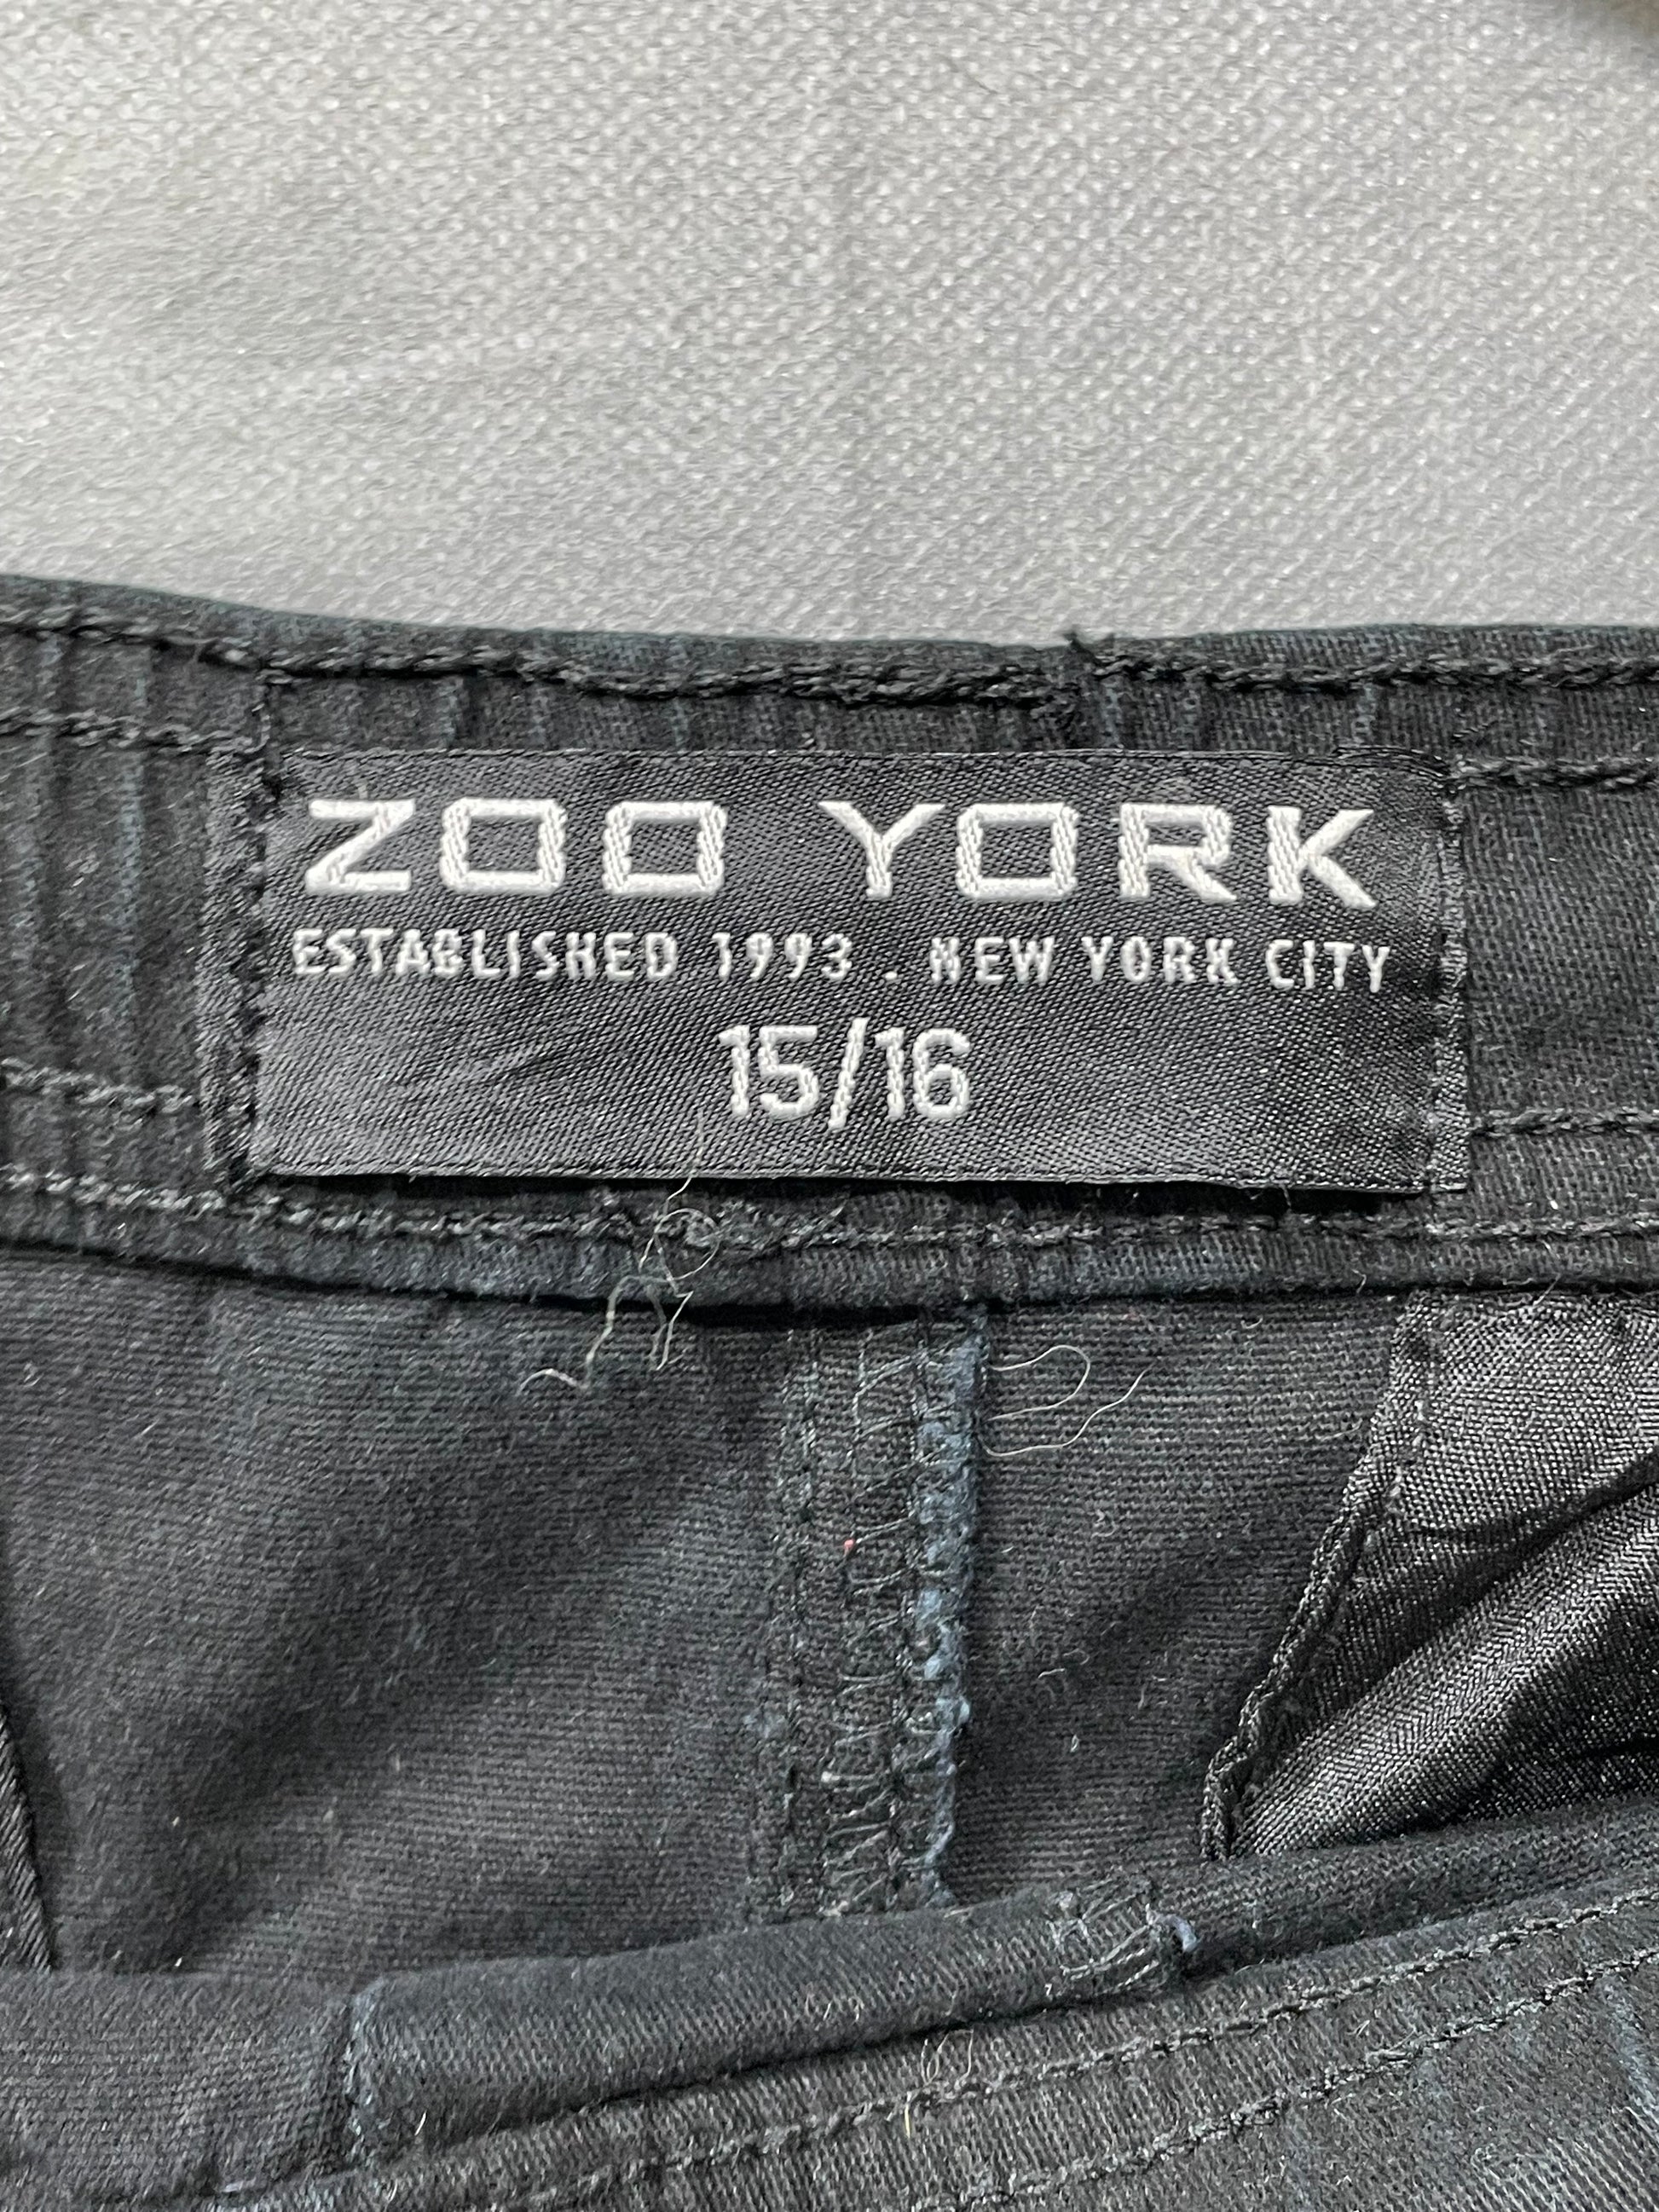 ZOO YORK
ESTABLISHED 1993 . NEW YORK CITY
15/16